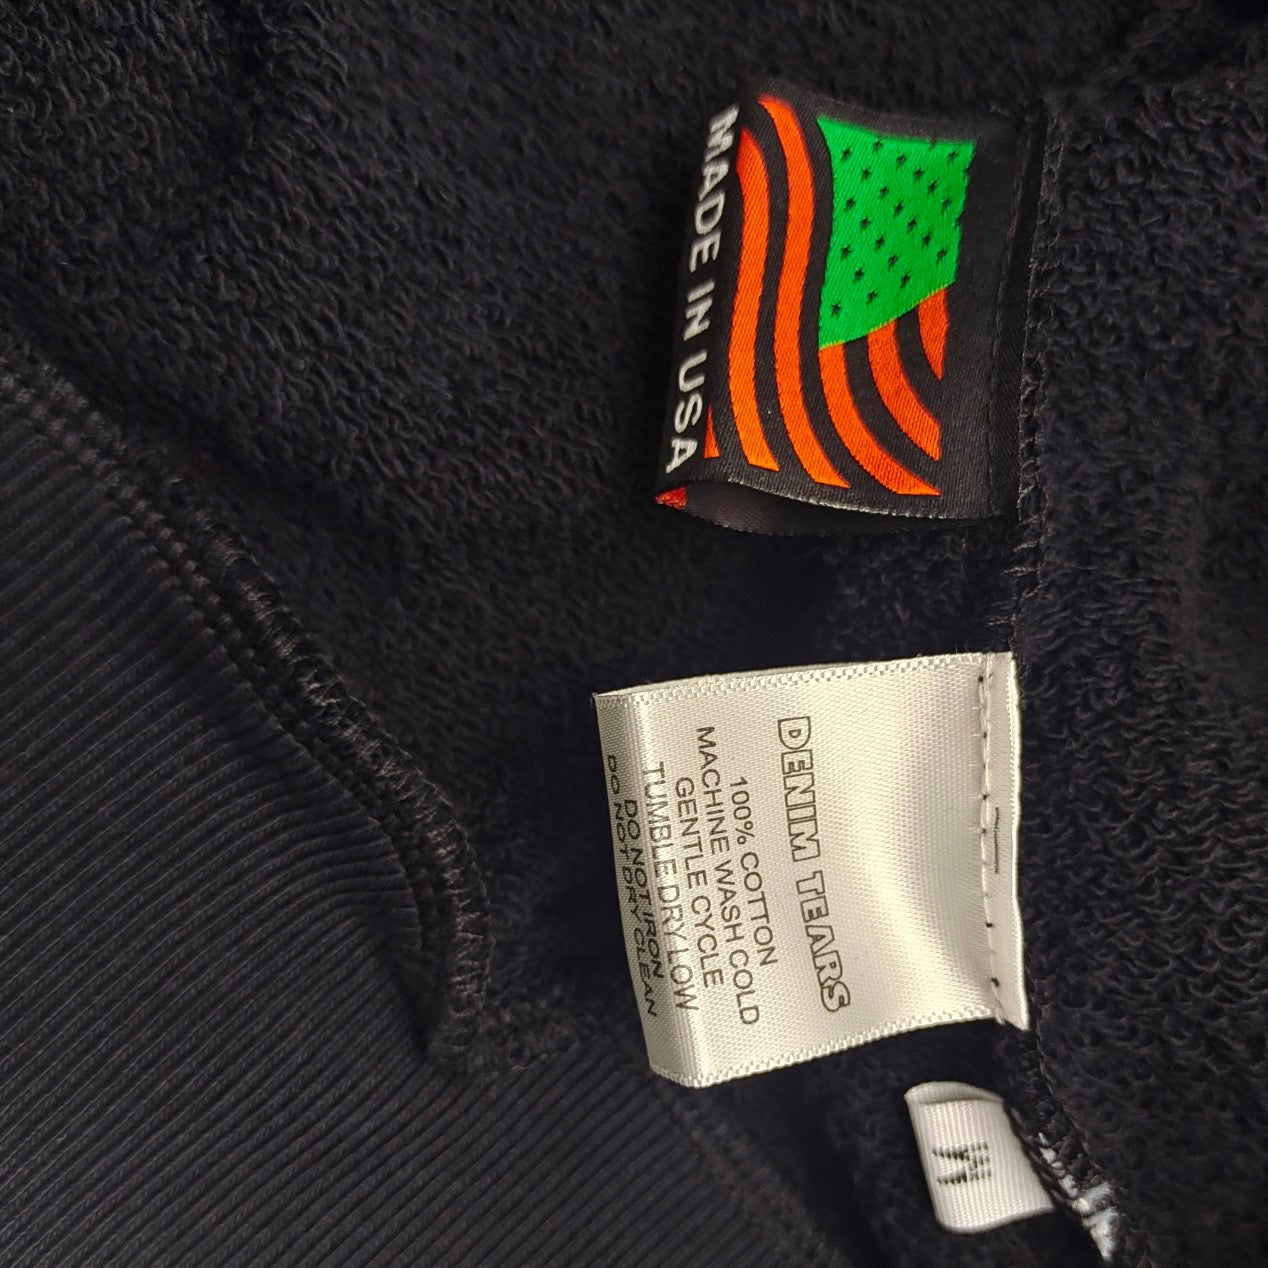 MADE IN USA
DENIM TEARS
100% COTTON
MACHINE WASH COLD
GENTLE CYCLE
TUMBLE DRY LOW
DO NOT IRON
DO NOT DRY CLEAN
M